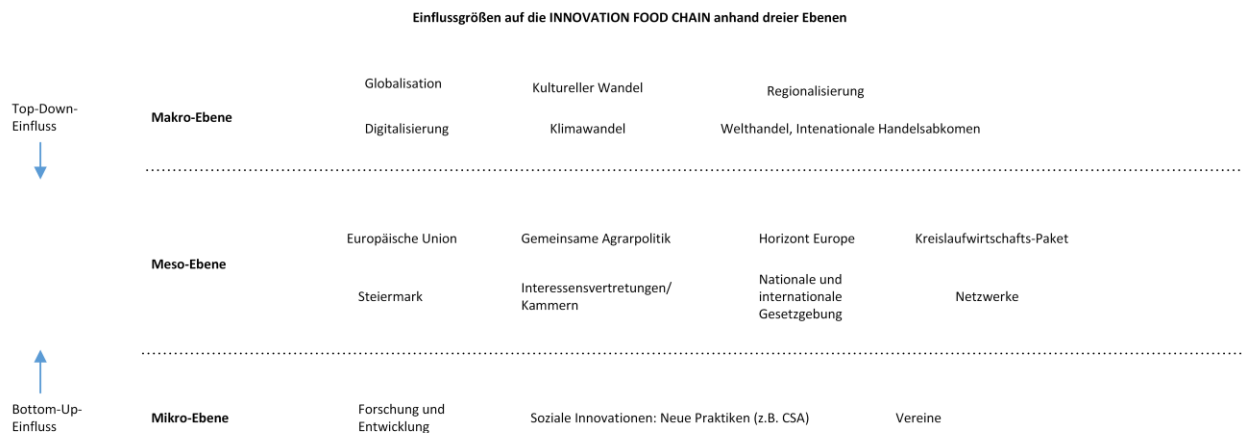 Einflussgrößen auf die INNOVATION FOOD CHAIN anhand dreier Ebenen
Top-Down-
Einfluss
Makro-Ebene
Globalisation
Kultureller Wandel
Regionalisierung
Digitalisierung
Klimawandel
Welthandel, Intenationale Handelsabkomen
Meso-Ebene
Europäische Union
Gemeinsame Agrarpolitik
Horizont Europe
Kreislaufwirtschafts-Paket
Steiermark
Interessensvertretungen/
Kammern
Nationale und
internationale
Gesetzgebung
Netzwerke
Bottom-Up-
Einfluss
Mikro-Ebene
Forschung und
Entwicklung
Soziale Innovationen: Neue Praktiken (z.B. CSA)
Vereine